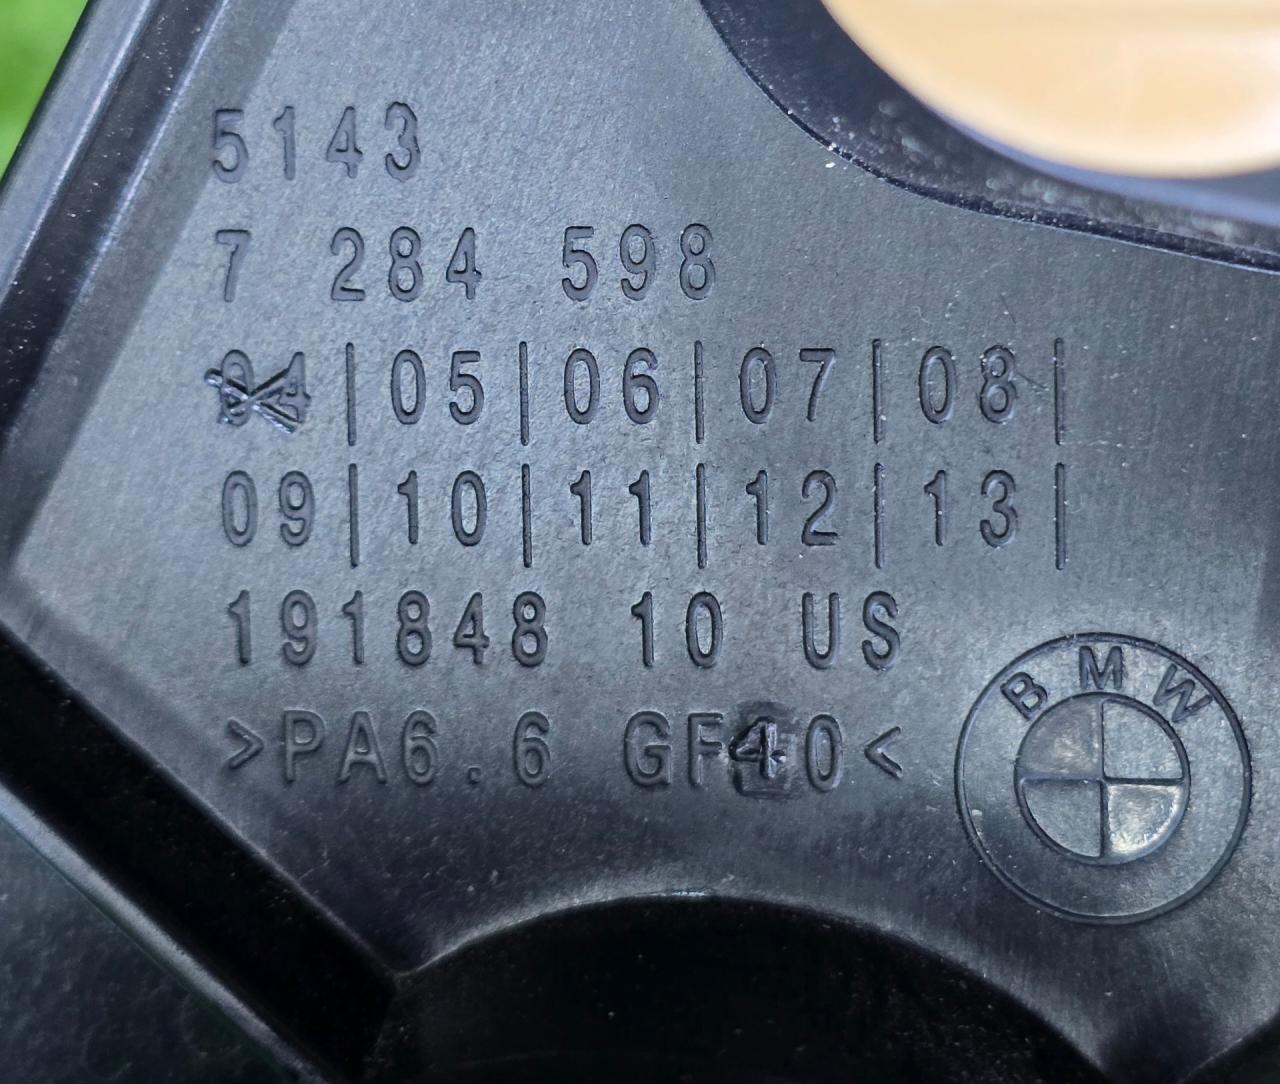 5143
7 284 598
04 | 05 | 06 | 07 | 08 |
09 | 10 | 11 | 12 | 13 |
191848 10 US
>PA6.6 GF40<
BMW